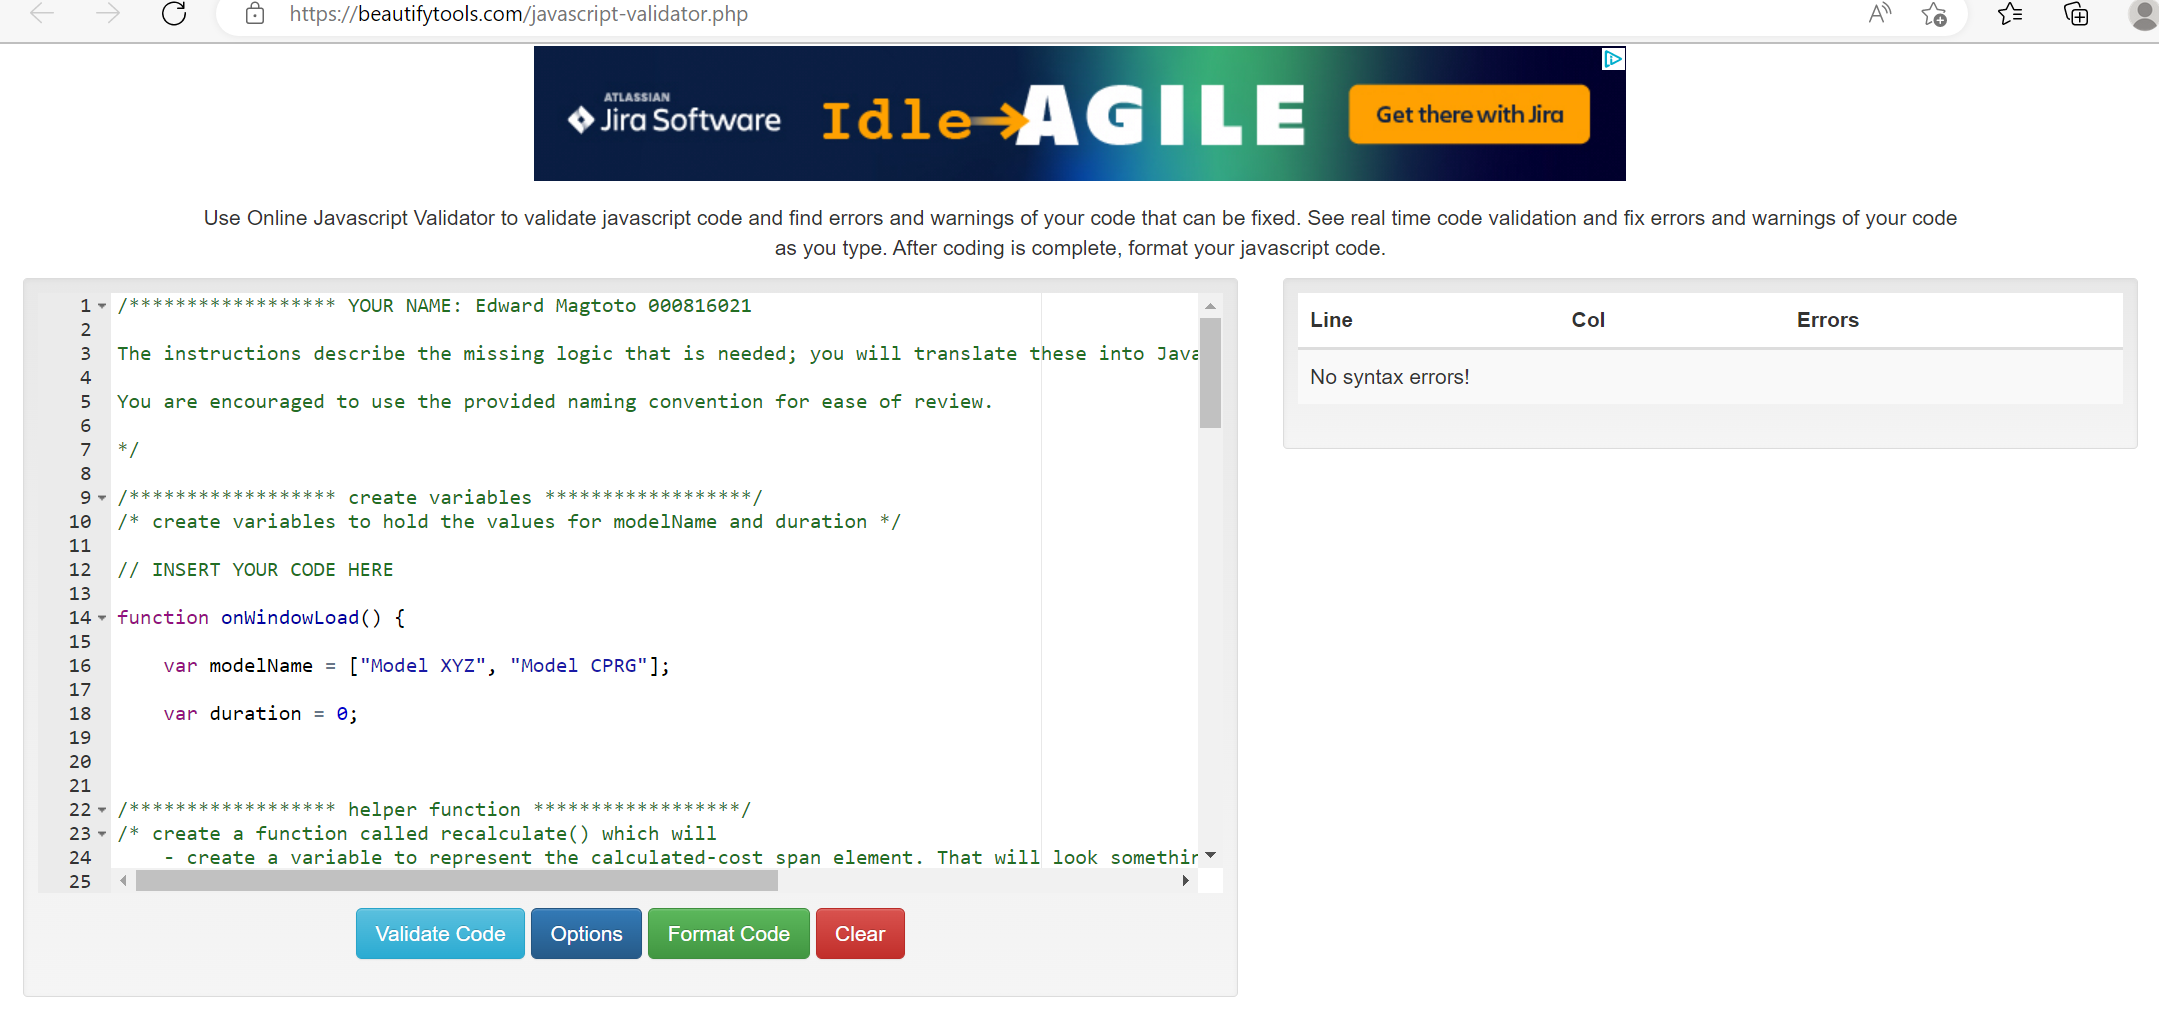 https://beautifytools.com/javascript-validator.php
ATLASSIAN
Jira Software
Idle AGILE
Get there with Jira
Use Online Javascript Validator to validate javascript code and find errors and warnings of your code that can be fixed. See real time code validation and fix errors and warnings of your code
as you type. After coding is complete, format your javascript code.
1 /****************** YOUR NAME: Edward Magtoto 000816021
2
3 The instructions describe the missing logic that is needed; you will translate these into Java
4
5 You are encouraged to use the provided naming convention for ease of review.
6
7 */
8
9 /****************** create variables ******************/
10 /* create variables to hold the values for modelName and duration */
11
12 // INSERT YOUR CODE HERE
13
14 function onWindowLoad() {
15
16 var modelName = ["Model XYZ", "Model CPRG"];
17
18 var duration = 0;
19
20
21
22 /****************** helper function ******************/
23 /* create a function called recalculate() which will
24 - create a variable to represent the calculated-cost span element. That will look somethin
25
Validate Code
Options
Format Code
Clear
Line Col Errors
No syntax errors!